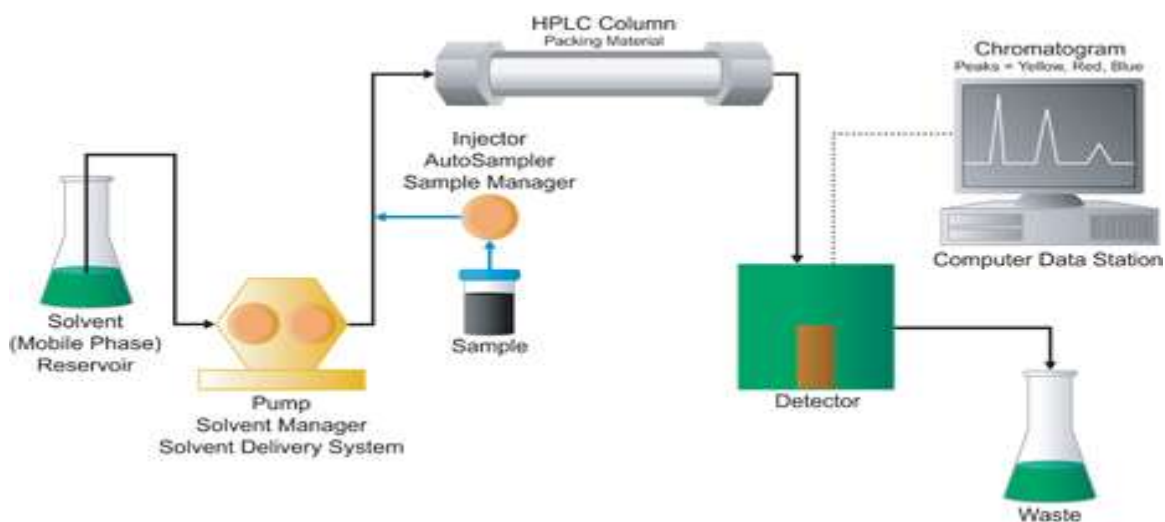 HPLC Column
Packing Material
Chromatogram
Peaks = Yellow, Red, Blue
Injector
AutoSampler
Sample Manager
Computer Data Station
Solvent
(Mobile Phase)
Reservoir
Sample
Pump
Solvent Manager
Solvent Delivery System
Detector
Waste